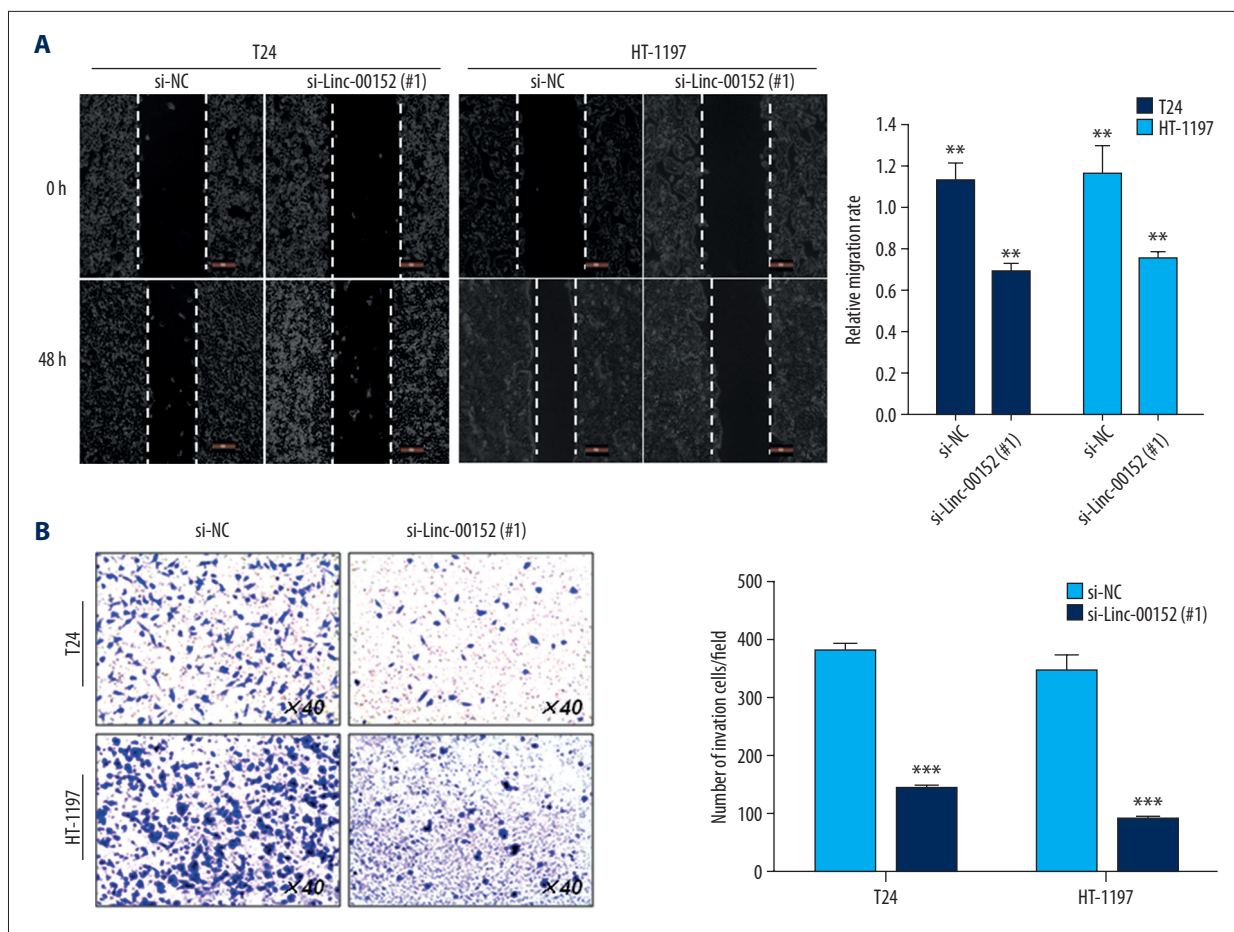 A
T24
HT-1197
si-NC
si-Linc-00152 (#1)
si-NC
si-Linc-00152 (#1)
0 h
48 h
T24
HT-1197
Relative migration rate
1.4
1.2
1.0
0.8
0.6
0.4
0.2
0.0
**
**
**
**
si-NC
si-Linc-00152 (#1)
si-NC
si-Linc-00152 (#1)
B
si-NC
si-Linc-00152 (#1)
T24
×40
×40
HT-1197
×40
×40
Number of invation cells/field
500
400
300
200
100
0
si-NC
si-Linc-00152 (#1)
***
***
T24
HT-1197